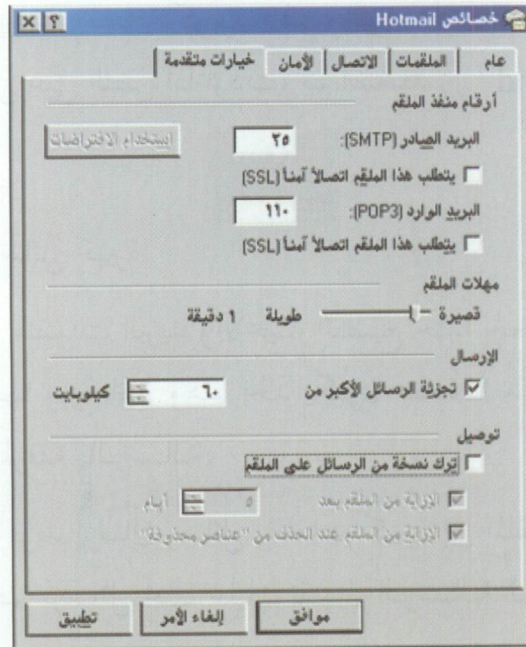 خصائص Hotmail
عام الملقمات الاتصال الأمان خيارات متقدمة
أرقام منفذ الملقم
البريد الصادر (SMTP): ٢٥ استخدام الافتراضات
يتطلب هذا الملقم اتصالاً آمناً (SSL)
البريد الوارد (POP3): ١١٠
يتطلب هذا الملقم اتصالاً آمناً (SSL)
مهلات الملقم
قصيرة طويلة ١ دقيقة
الإرسال
تجزئة الرسائل الأكبر من ٦٠ كيلوبايت
توصيل
ترك نسخة من الرسائل على الملقم
الإزالة من الملقم بعد ٥ أيام
الإزالة من الملقم عند الحذف من "عناصر محذوفة"
موافق إلغاء الأمر تطبيق